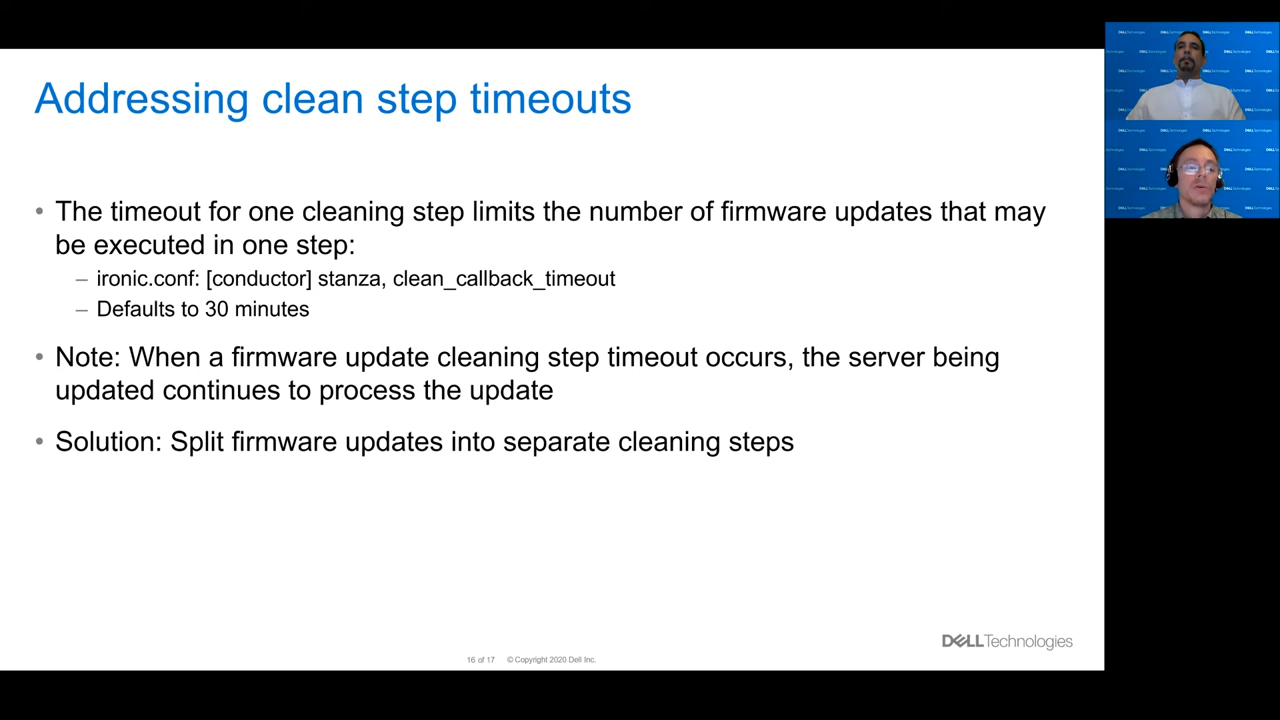 Addressing clean step timeouts
• The timeout for one cleaning step limits the number of firmware updates that may
be executed in one step:
– ironic.conf: [conductor] stanza, clean_callback_timeout
– Defaults to 30 minutes
• Note: When a firmware update cleaning step timeout occurs, the server being
updated continues to process the update
• Solution: Split firmware updates into separate cleaning steps
DELLTechnologies
16 of 17 © Copyright 2020 Dell Inc.